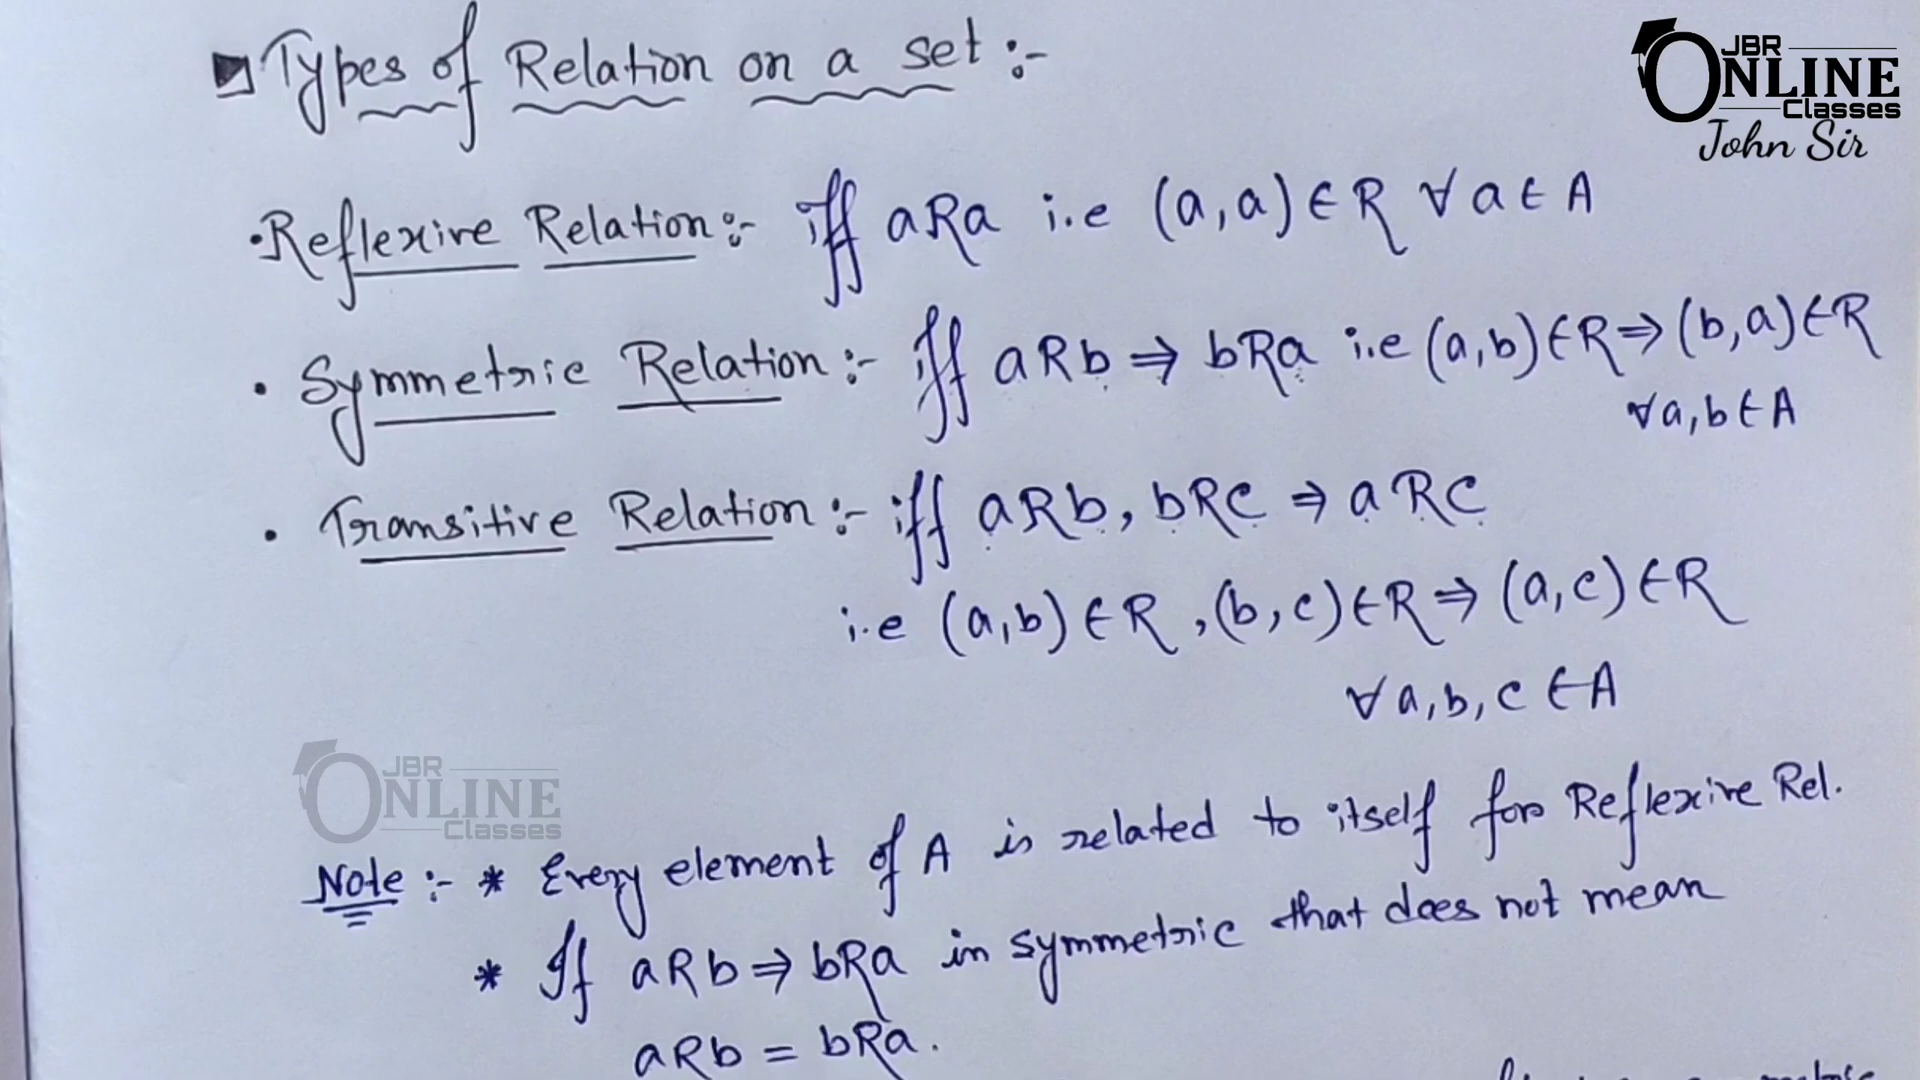 Types of Relation on a set :-
JBR
ONLINE
Classes
John Sir
• Reflexive Relation :- iff aRa i.e (a,a) ∈ R ∀ a ∈ A
• Symmetric Relation :- iff aRb ⇒ bRa i.e (a,b) ∈ R ⇒ (b,a) ∈ R
∀ a,b ∈ A
• Transitive Relation :- iff aRb, bRc ⇒ aRc
i.e (a,b) ∈ R, (b,c) ∈ R ⇒ (a,c) ∈ R
∀ a,b,c ∈ A
JBR
ONLINE
Classes
Note :- * Every element of A is related to itself for Reflexive Rel.
* If aRb ⇒ bRa in symmetric that does not mean
aRb = bRa.